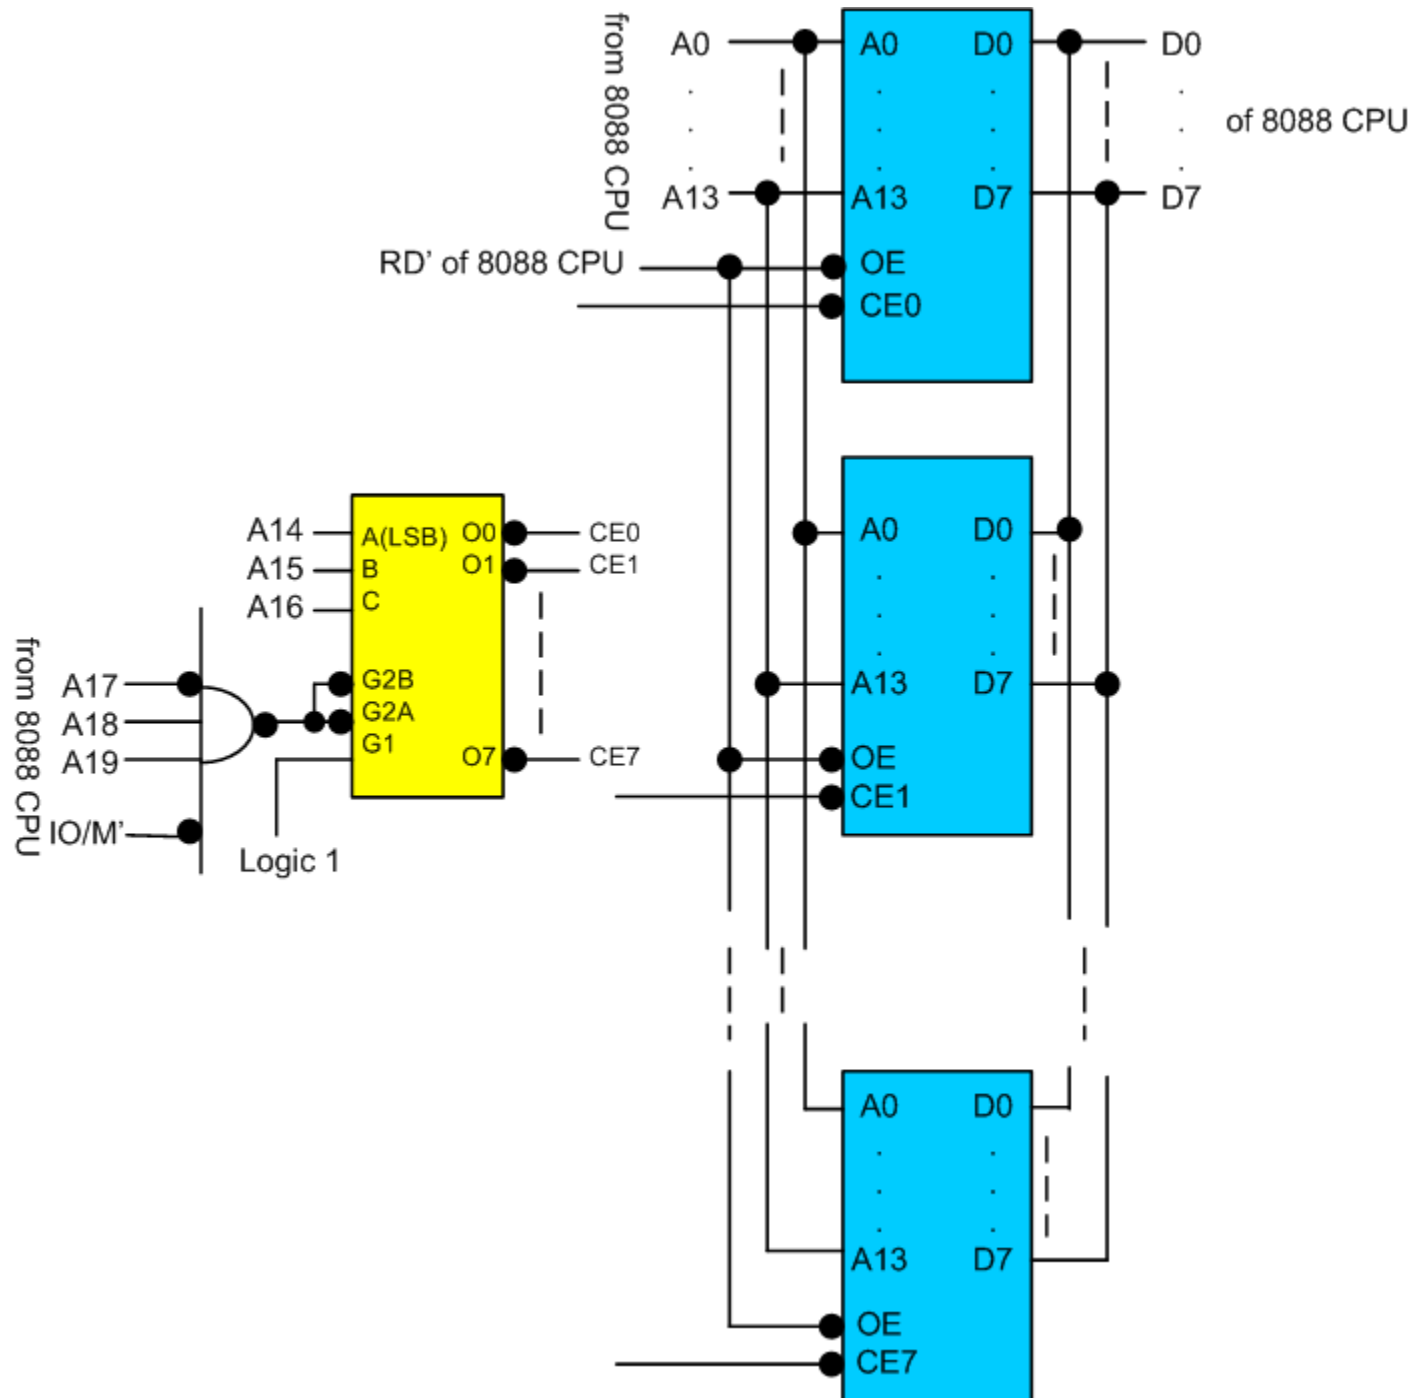 from 8088 CPU
A0 A0 D0 D0
. . . .
. . . . of 8088 CPU
. . . .
A13 A13 D7 D7
RD’ of 8088 CPU OE
CE0
A14 A(LSB) O0 CE0
A15 B O1 CE1
A16 C
from 8088 CPU
A17 G2B
A18 G2A
A19 G1 O7 CE7
IO/M’
Logic 1
A0 D0
. .
. .
. .
A13 D7
OE
CE1
A0 D0
. .
. .
. .
A13 D7
OE
CE7